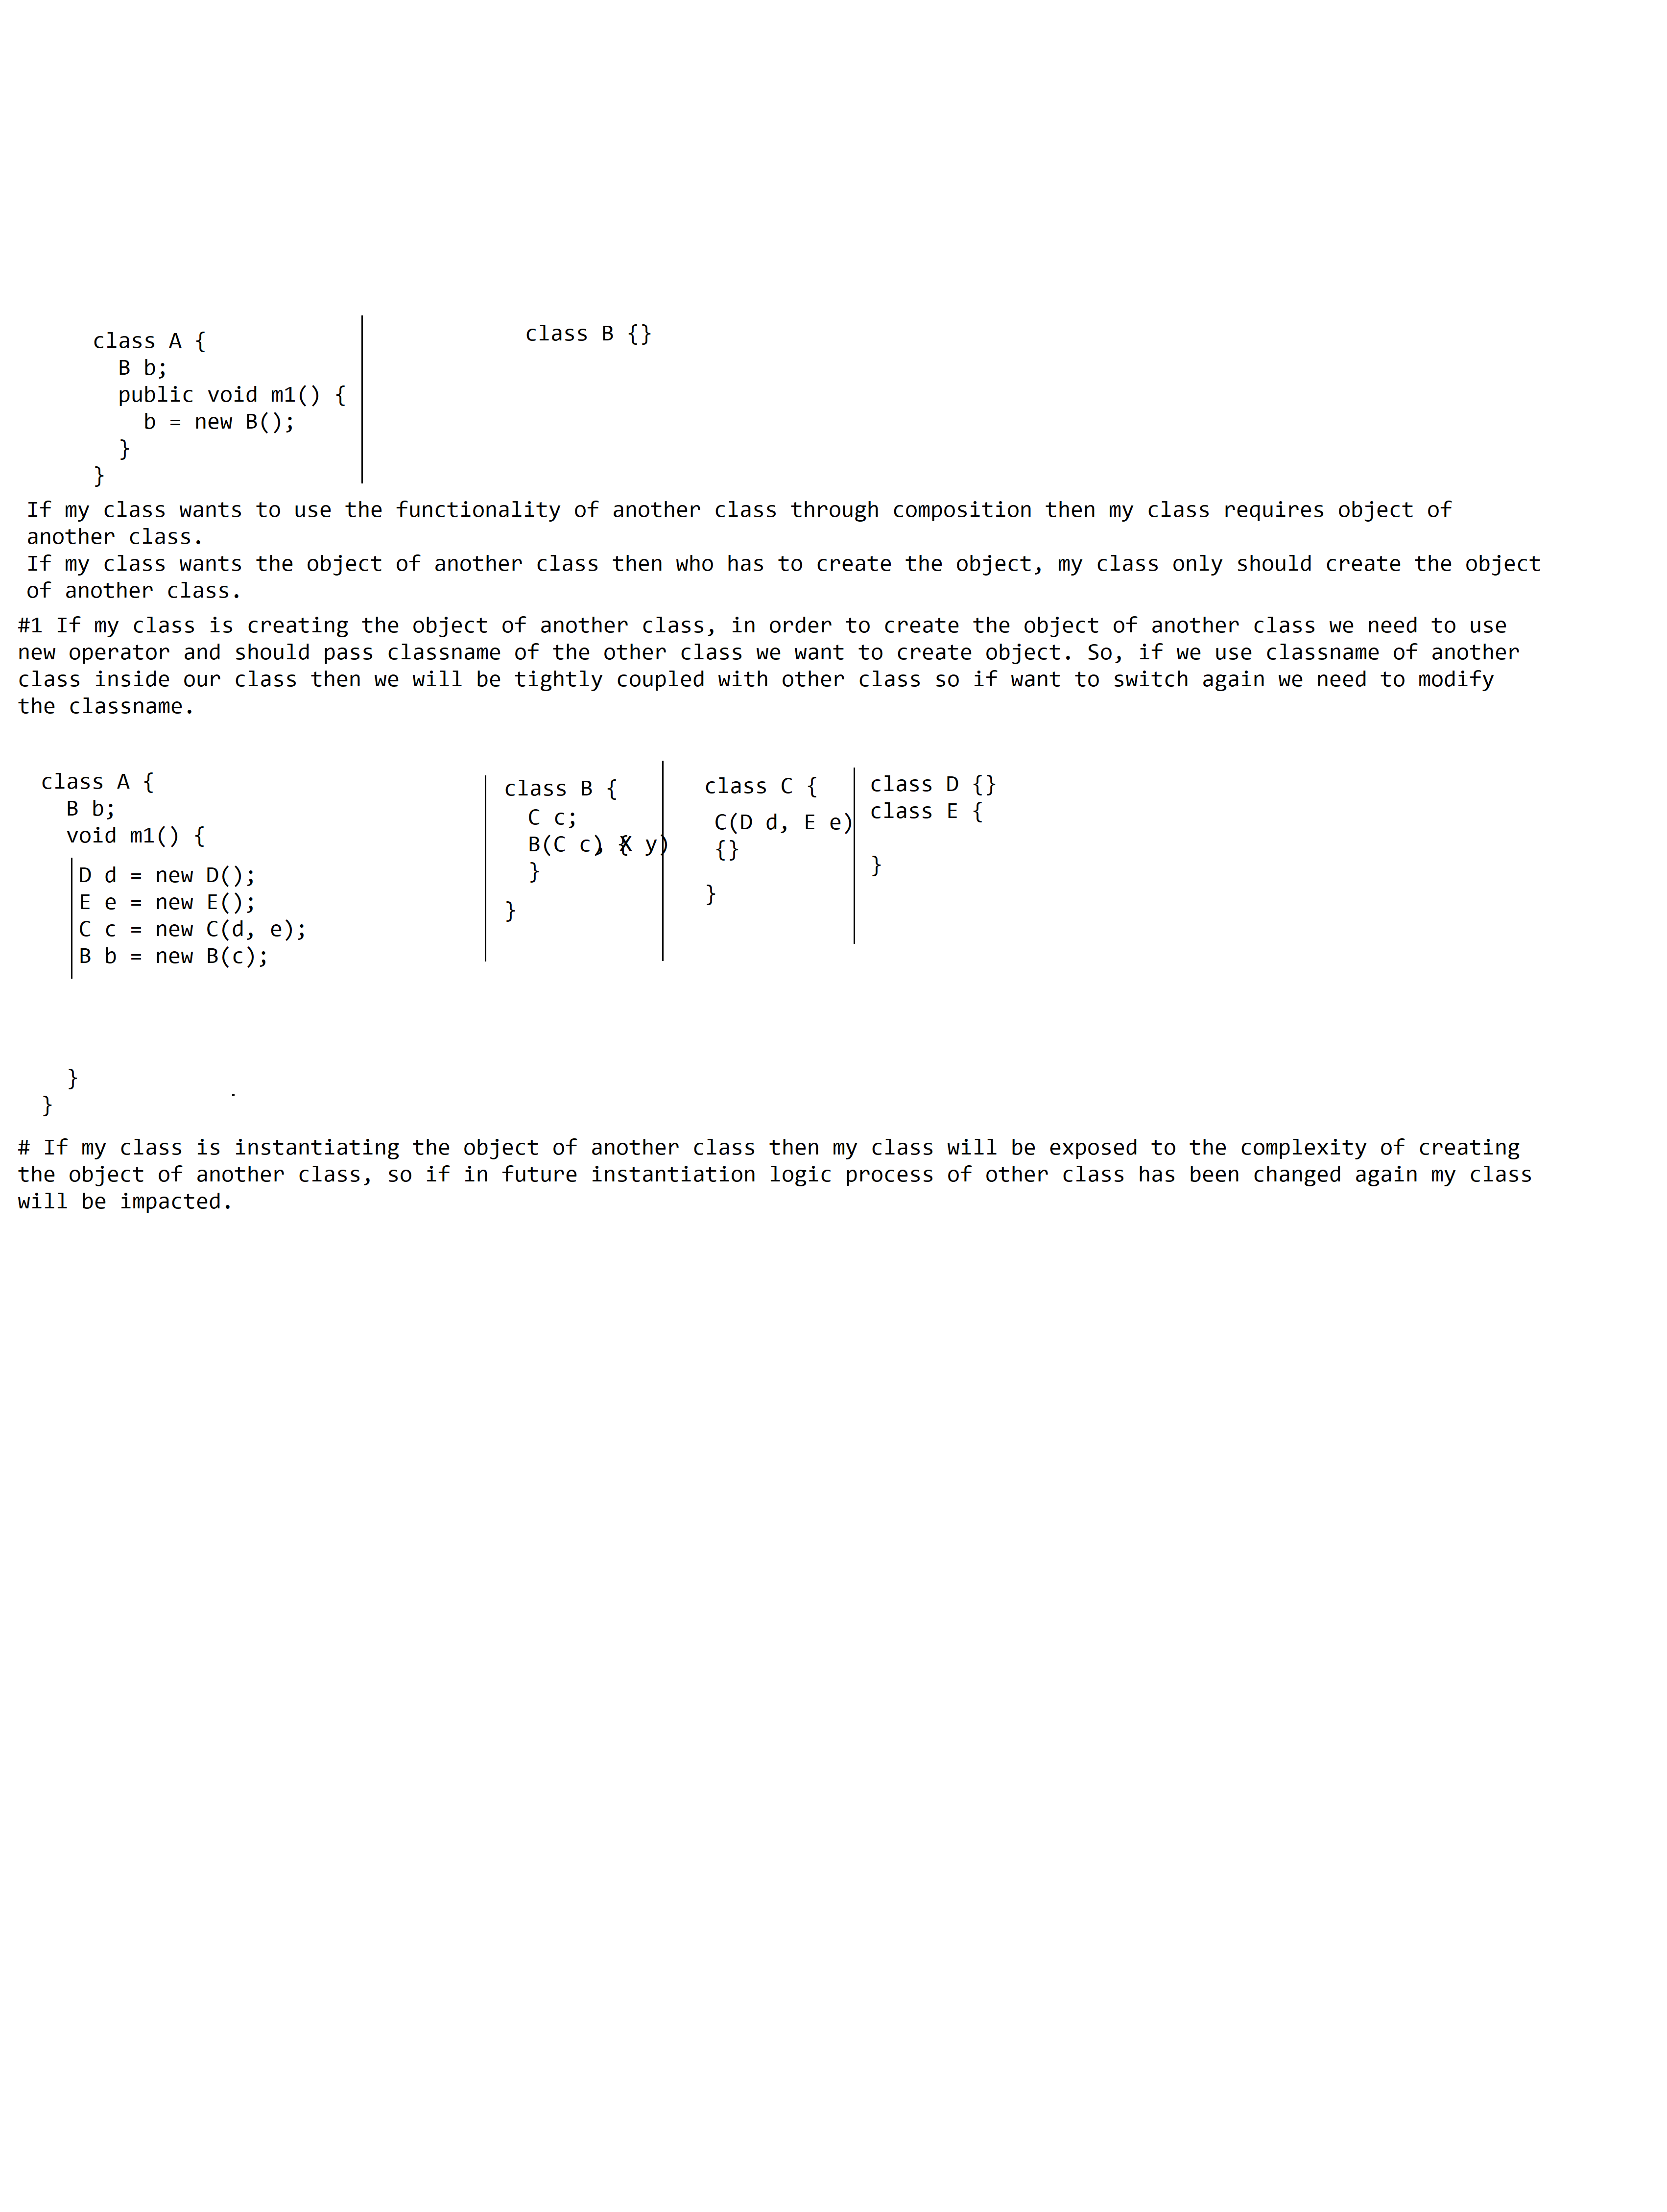 class A {
B b;
public void m1() {
b = new B();
}
}
class B {}
If my class wants to use the functionality of another class through composition then my class requires object of
another class.
If my class wants the object of another class then who has to create the object, my class only should create the object
of another class.
#1 If my class is creating the object of another class, in order to create the object of another class we need to use
new operator and should pass classname of the other class we want to create object. So, if we use classname of another
class inside our class then we will be tightly coupled with other class so if want to switch again we need to modify
the classname.
class A {
B b;
void m1() {
D d = new D();
E e = new E();
C c = new C(d, e);
B b = new B(c);
}
}
class B {
C c;
B(C c) {
, X y)
}
}
class C {
C(D d, E e)
{}
}
class D {}
class E {
}
# If my class is instantiating the object of another class then my class will be exposed to the complexity of creating
the object of another class, so if in future instantiation logic process of other class has been changed again my class
will be impacted.